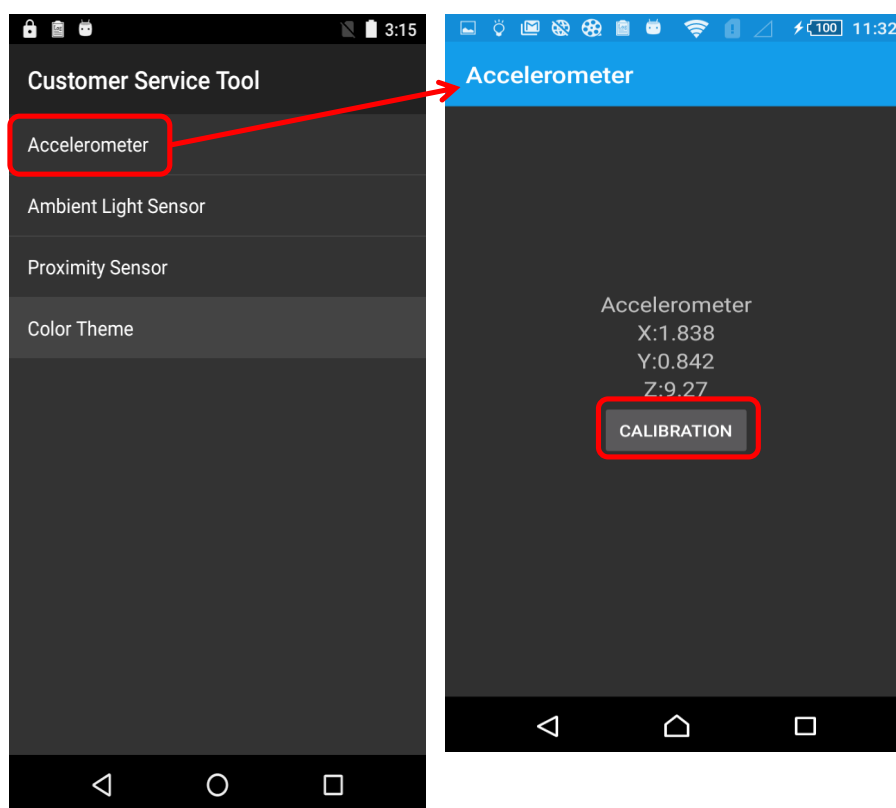 3:15
Customer Service Tool
Accelerometer
Ambient Light Sensor
Proximity Sensor
Color Theme
100 11:32
Accelerometer
Accelerometer
X:1.838
Y:0.842
Z:9.27
CALIBRATION